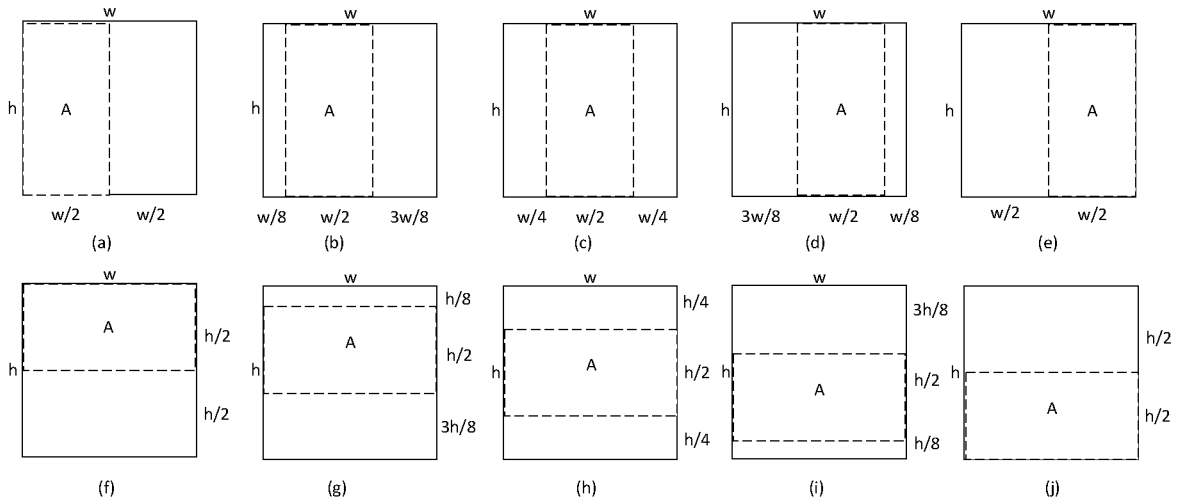 w w w w w
h A h A h A h A h A
w/2 w/2 w/8 w/2 3w/8 w/4 w/2 w/4 3w/8 w/2 w/8 w/2 w/2
(a) (b) (c) (d) (e)
w w w w
h/8 h/4 3h/8
A h/2 A h/2 A h/2 A h/2 h/2
h h h h h
h/2 3h/8 h/4 h/8 A h/2
(f) (g) (h) (i) (j)